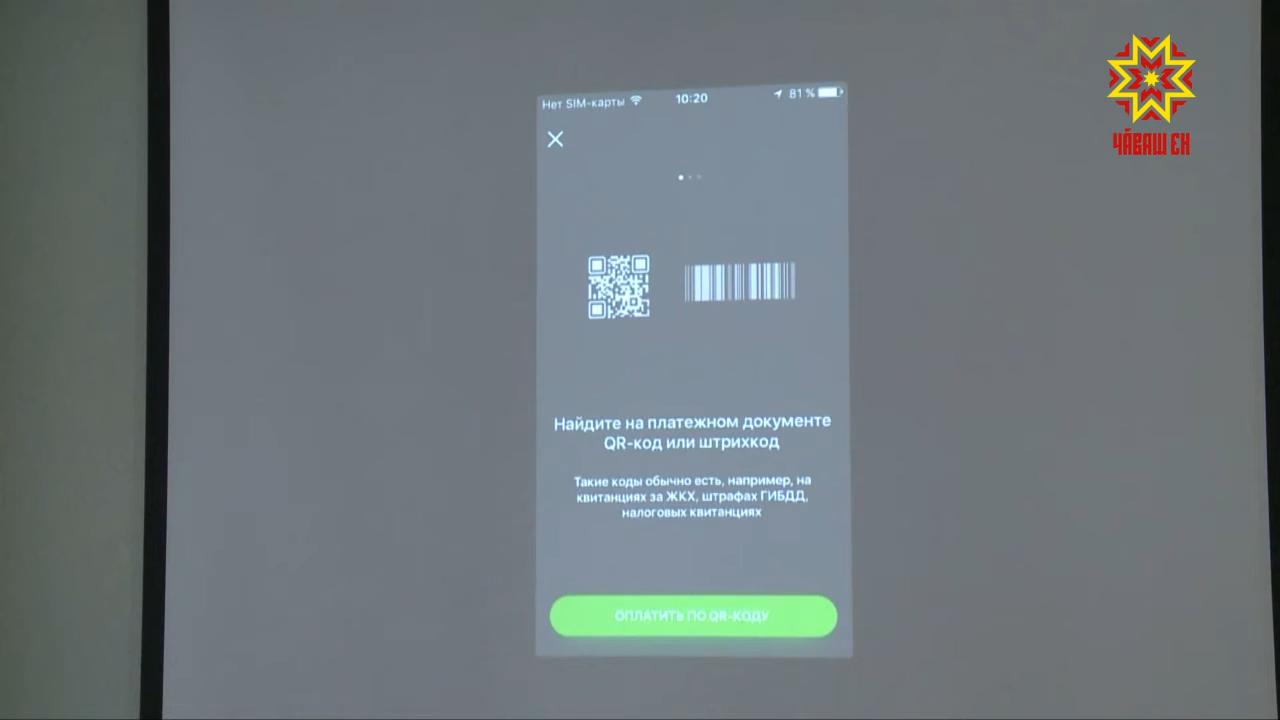 Нет SIM-карты 10:20 81 %
Найдите на платежном документе
QR-код или штрихкод
Такие коды обычно есть, например, на
квитанциях за ЖКХ, штрафах ГИБДД,
налоговых квитанциях
ОПЛАТИТЬ ПО QR-КОДУ
ЧӐВАШ ЕН